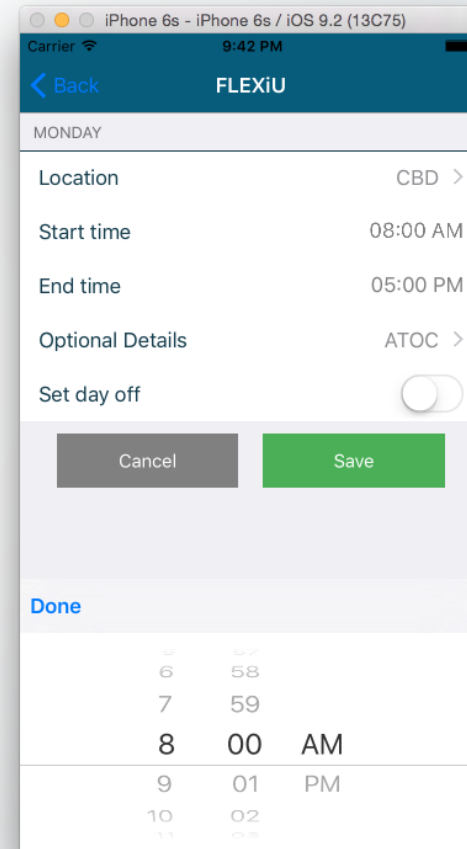 iPhone 6s - iPhone 6s / iOS 9.2 (13C75)
Carrier 9:42 PM
Back FLEXiU
MONDAY
Location CBD
Start time 08:00 AM
End time 05:00 PM
Optional Details ATOC
Set day off
Cancel Save
Done
6 58
7 59
8 00 AM
9 01 PM
10 02